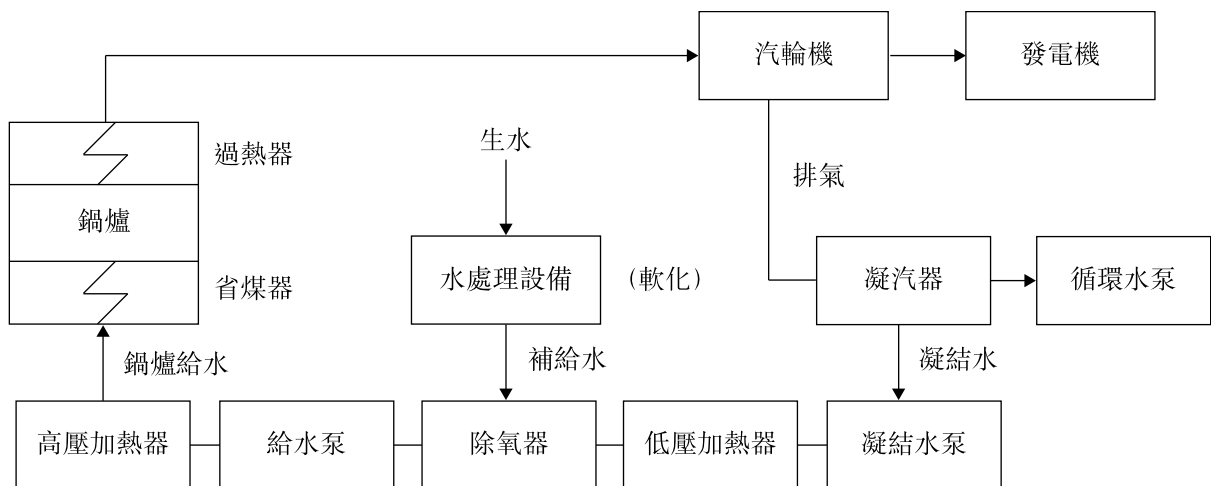 汽輪機
發電機
生水
過熱器
排氣
鍋爐
水處理設備
(軟化)
凝汽器
循環水泵
省煤器
鍋爐給水
補給水
凝結水
高壓加熱器
給水泵
除氧器
低壓加熱器
凝結水泵